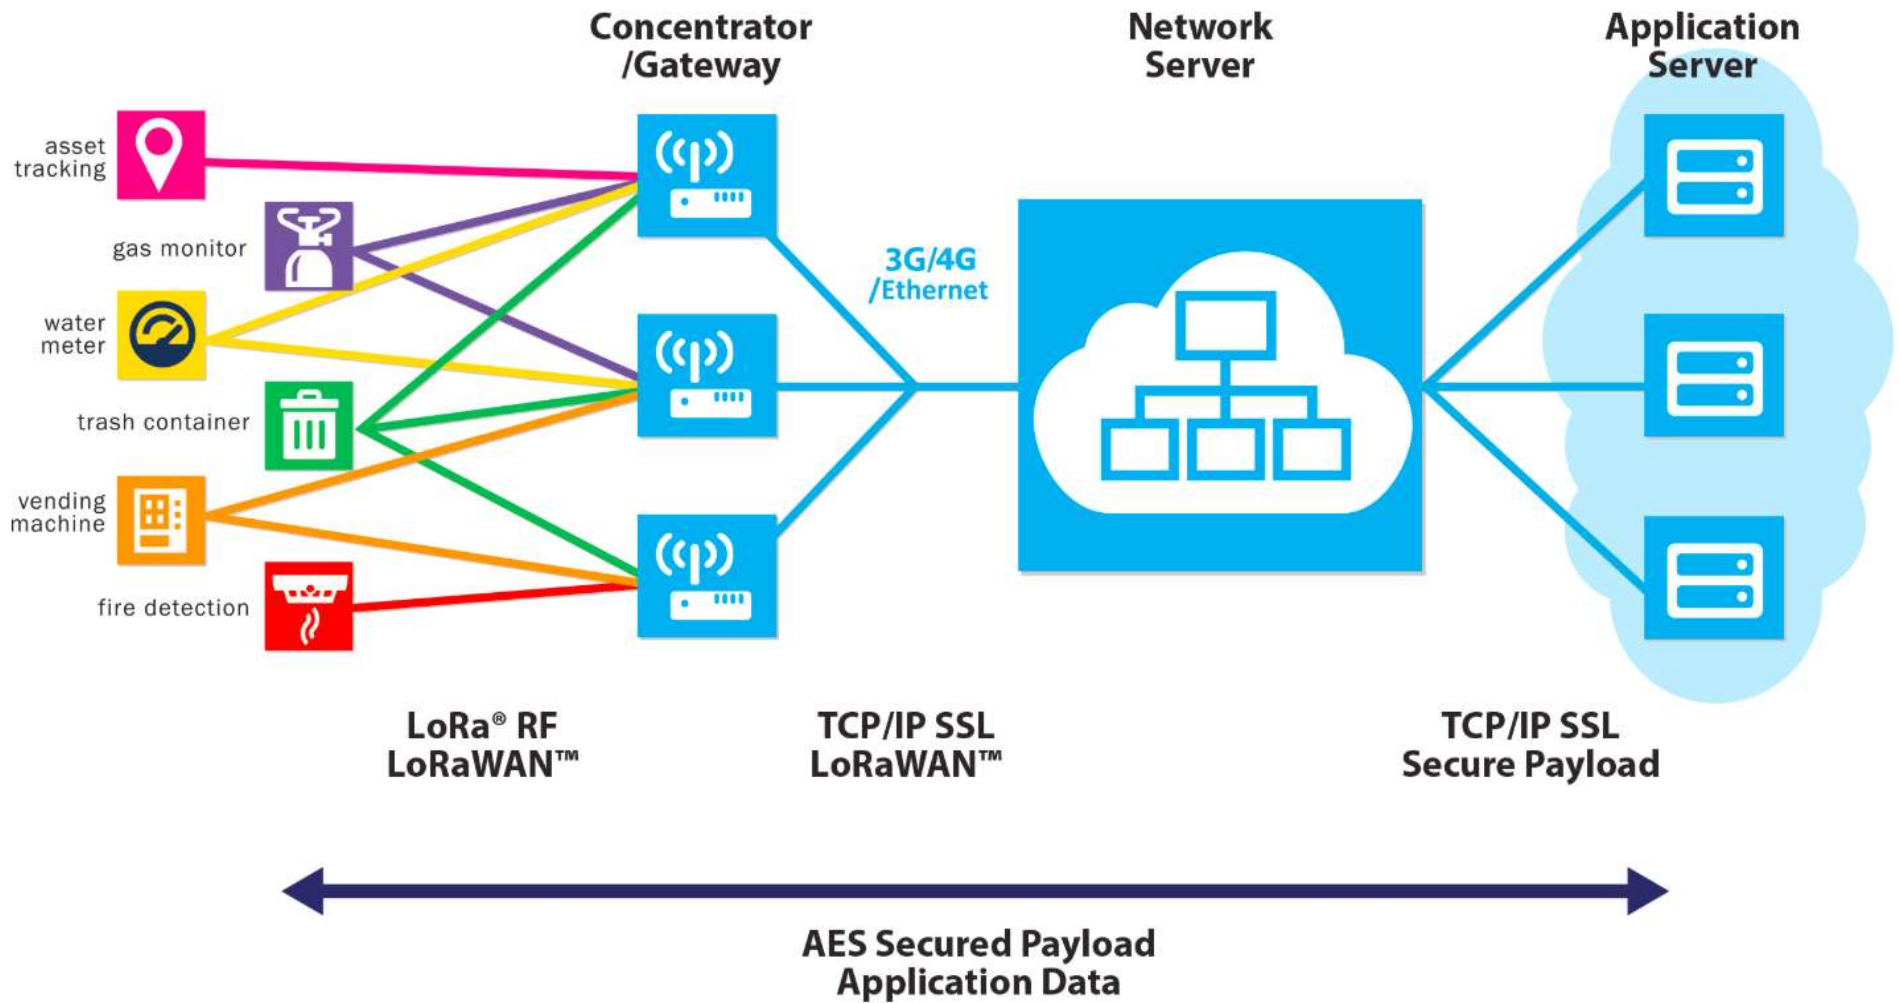 Concentrator
/Gateway
Network
Server
Application
Server
asset
tracking
gas monitor
water
meter
trash container
vending
machine
fire detection
3G/4G
/Ethernet
LoRa® RF
LoRaWAN™
TCP/IP SSL
LoRaWAN™
TCP/IP SSL
Secure Payload
AES Secured Payload
Application Data